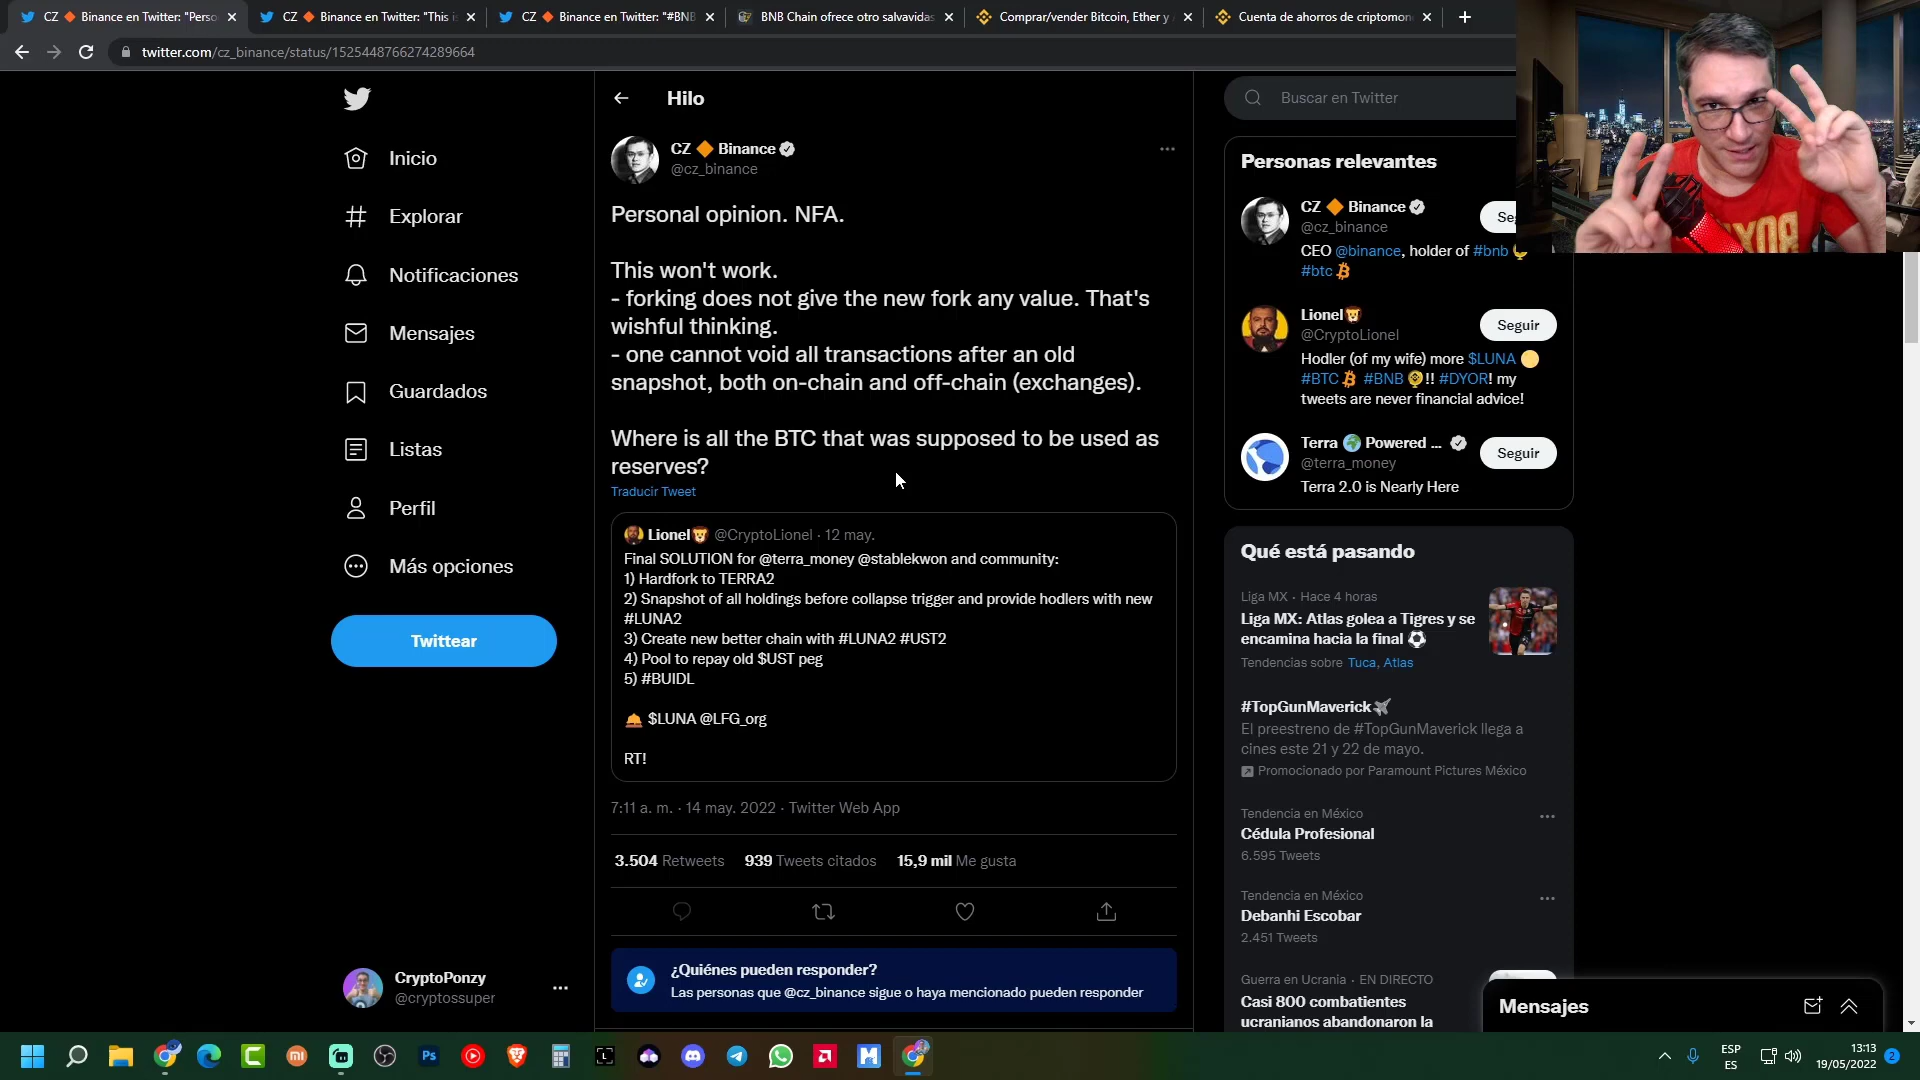 CZ 🔶 Binance en Twitter: "Perso
CZ 🔶 Binance en Twitter: "This i
CZ 🔶 Binance en Twitter: "#BNB
BNB Chain ofrece otro salvavidas
Comprar/vender Bitcoin, Ether y
Cuenta de ahorros de criptomon
twitter.com/cz_binance/status/1525448766274289664
Inicio
Explorar
Notificaciones
Mensajes
Guardados
Listas
Perfil
Más opciones
Twittear
CryptoPonzy
@cryptossuper
Hilo
CZ 🔶 Binance
@cz_binance
Personal opinion. NFA.
This won't work.
- forking does not give the new fork any value. That's
wishful thinking.
- one cannot void all transactions after an old
snapshot, both on-chain and off-chain (exchanges).
Where is all the BTC that was supposed to be used as
reserves?
Traducir Tweet
Lionel🦁 @CryptoLionel · 12 may.
Final SOLUTION for @terra_money @stablekwon and community:
1) Hardfork to TERRA2
2) Snapshot of all holdings before collapse trigger and provide hodlers with new
#LUNA2
3) Create new better chain with #LUNA2 #UST2
4) Pool to repay old $UST peg
5) #BUIDL
🛎 $LUNA @LFG_org
RT!
7:11 a. m. · 14 may. 2022 · Twitter Web App
3.504 Retweets 939 Tweets citados 15,9 mil Me gusta
¿Quiénes pueden responder?
Las personas que @cz_binance sigue o haya mencionado pueden responder
Buscar en Twitter
Personas relevantes
CZ 🔶 Binance
@cz_binance
CEO @binance, holder of #bnb
#btc
Lionel🦁
@CryptoLionel
Seguir
Hodler (of my wife) more $LUNA 🌕
#BTC #BNB !! #DYOR! my
tweets are never financial advice!
Terra 🌍 Powered ...
@terra_money
Seguir
Terra 2.0 is Nearly Here
Qué está pasando
Liga MX · Hace 4 horas
Liga MX: Atlas golea a Tigres y se
encamina hacia la final ⚽
Tendencias sobre Tuca, Atlas
#TopGunMaverick
El preestreno de #TopGunMaverick llega a
cines este 21 y 22 de mayo.
Promocionado por Paramount Pictures México
Tendencia en México
Cédula Profesional
6.595 Tweets
Tendencia en México
Debanhi Escobar
2.451 Tweets
Guerra en Ucrania · EN DIRECTO
Casi 800 combatientes
ucranianos abandonaron la
Mensajes
Ps
ESP
ES
13:13
19/05/2022
2